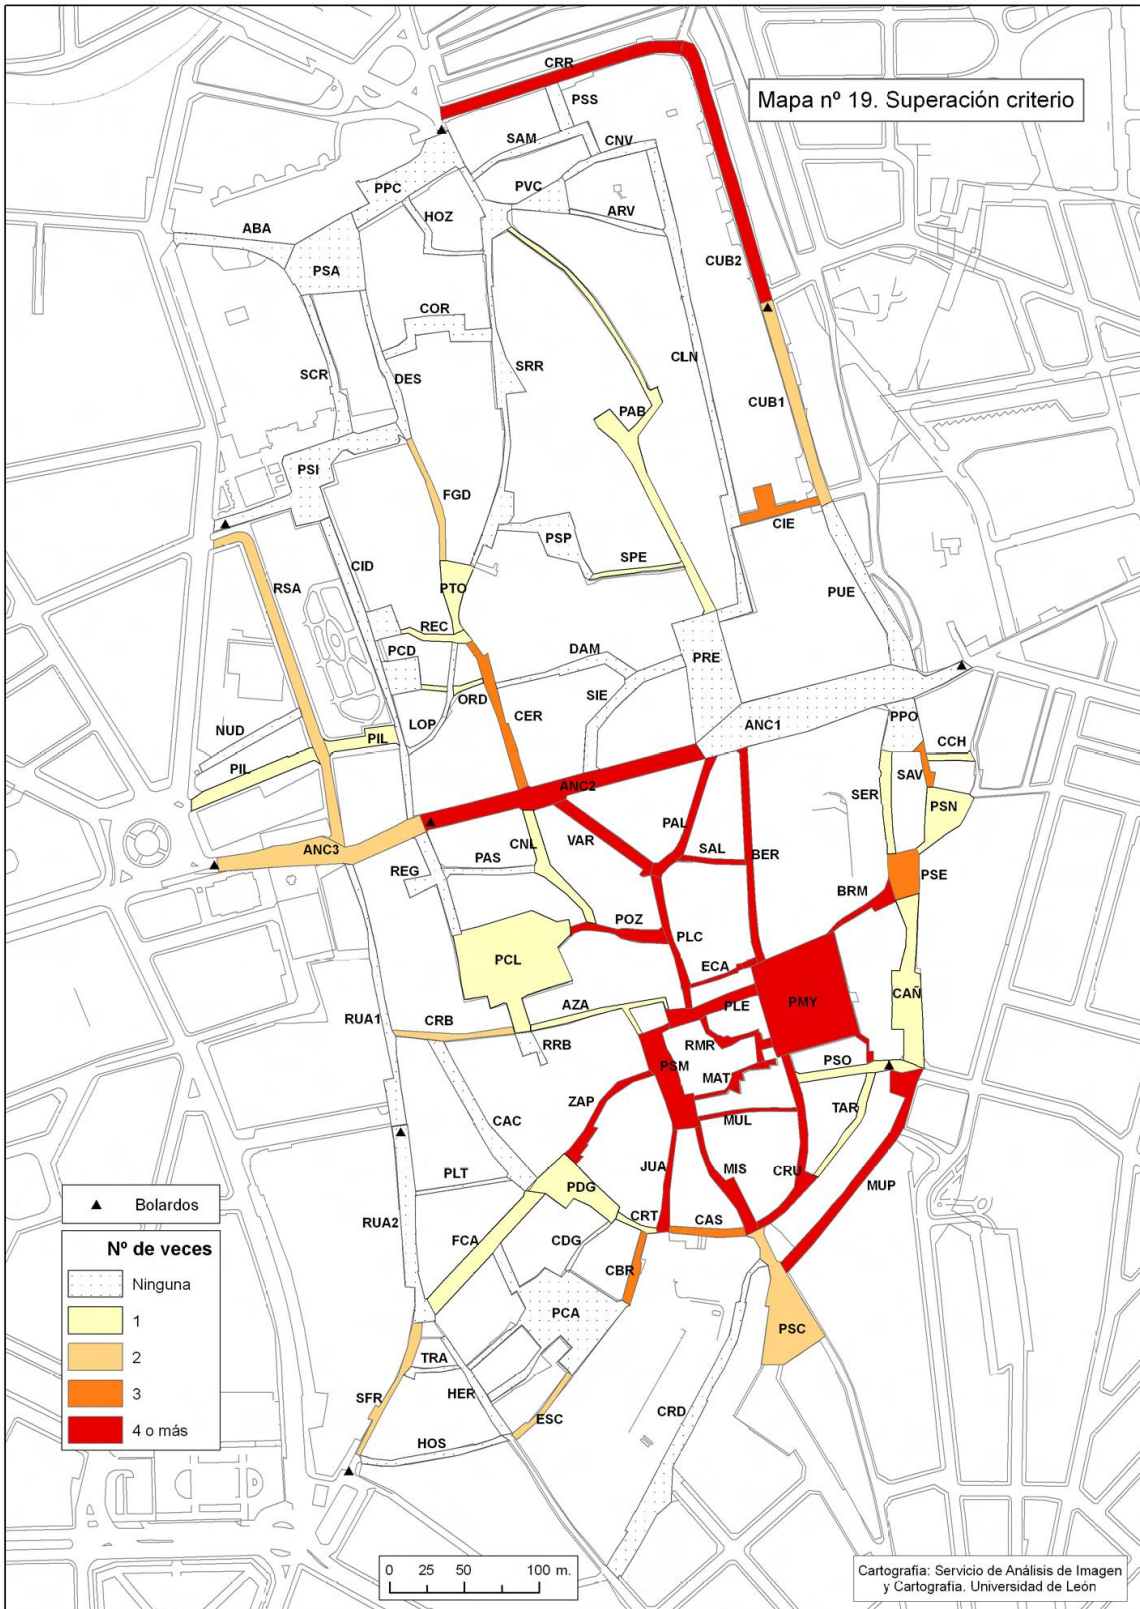 CRR
Mapa nº 19. Superación criterio
PSS
SAM
CNV
PPC
PVC
HOZ
ARV
ABA
CUB2
PSA
COR
CLN
SRR
SCR
DES
CUB1
PAB
PSI
FGD
CIE
PSP
SPE
CID
RSA
PTO
PUE
REC
PCD
DAM
PRE
SIE
ORD
CER
LOP
NUD
ANC1
PPO
PIL
CCH
PIL
SAV
ANC2
SER
PSN
PAL
VAR
CNL
ANC3
SAL
BER
PAS
REG
PSE
BRM
POZ
PLC
PCL
ECA
CAÑ
PMY
AZA
PLE
RUA1
CRB
RRB
RMR
PSO
PSM
MAT
ZAP
TAR
CAC
MUL
PLT
JUA
MIS
CRU
PDG
MUP
Bolardos
CRT
CAS
RUA2
FCA
CDG
Nº de veces
CBR
Ninguna
PCA
1
PSC
2
TRA
HER
3
SFR
CRD
ESC
4 o más
HOS
0 25 50 100 m.
Cartografía: Servicio de Análisis de Imagen
y Cartografía. Universidad de León